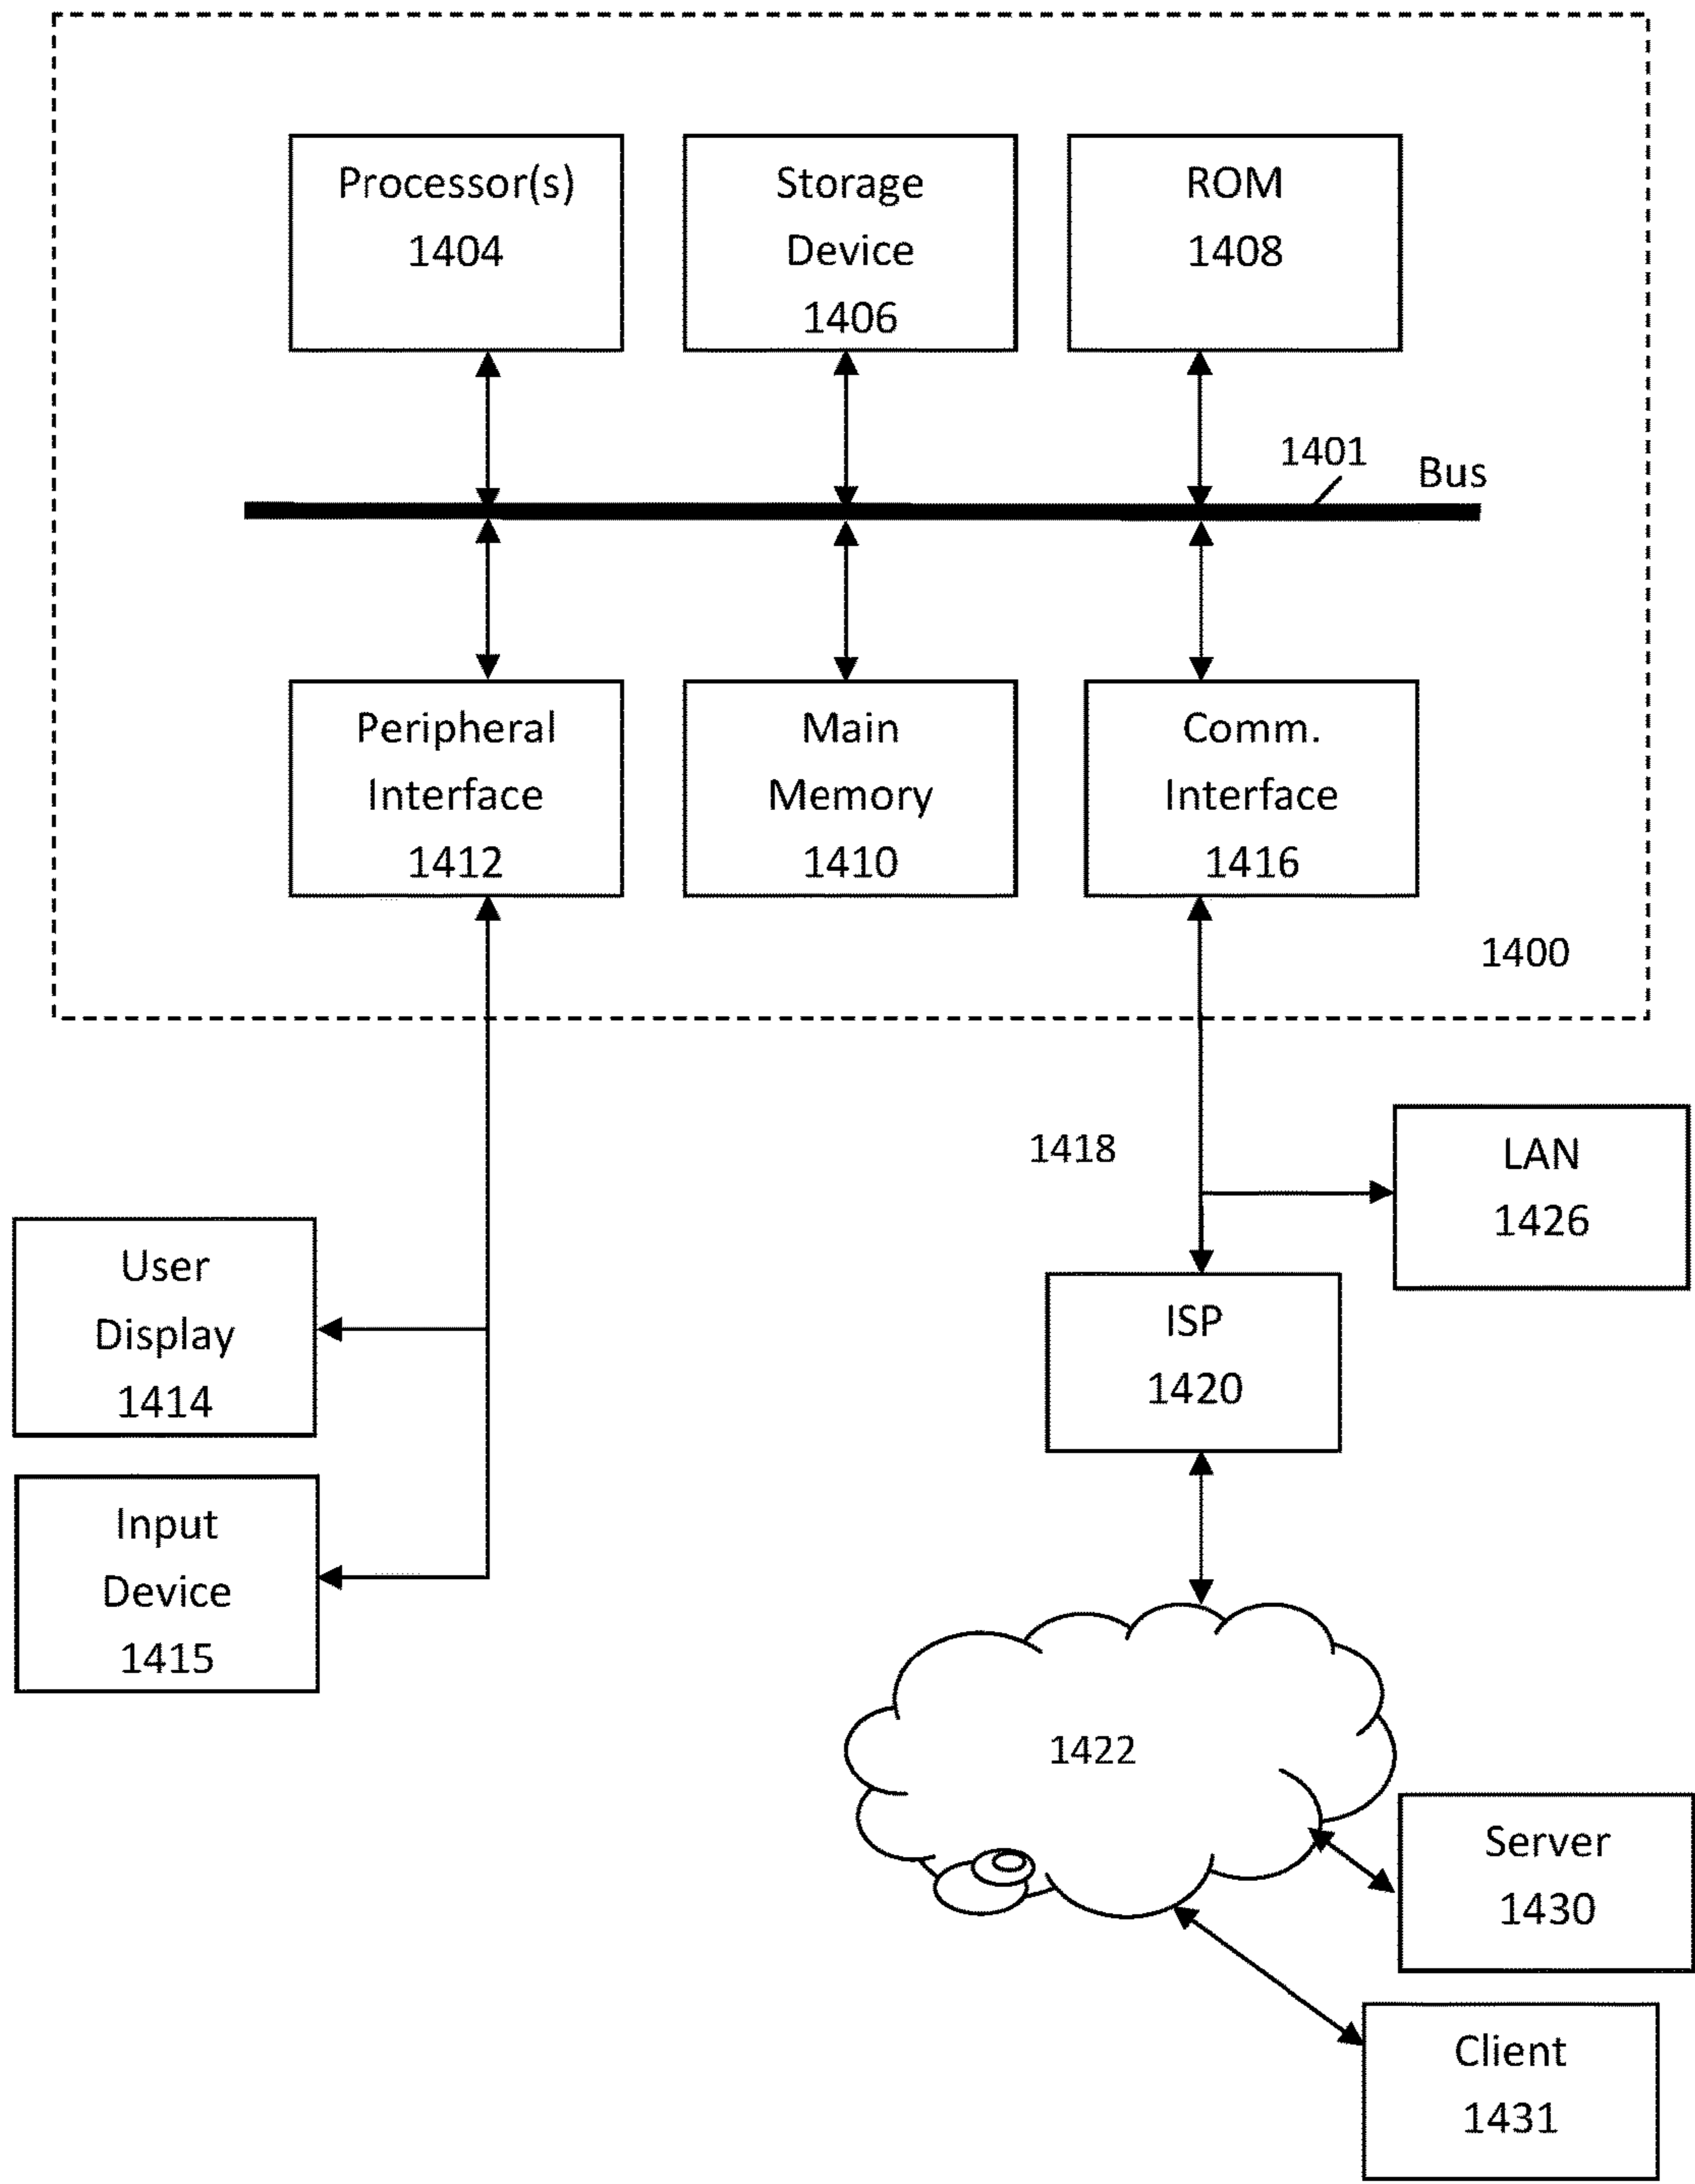 Processor(s)
1404
Storage
Device
1406
ROM
1408
1401
Bus
Peripheral
Interface
1412
Main
Memory
1410
Comm.
Interface
1416
1400
1418
LAN
1426
User
Display
1414
ISP
1420
Input
Device
1415
1422
Server
1430
Client
1431